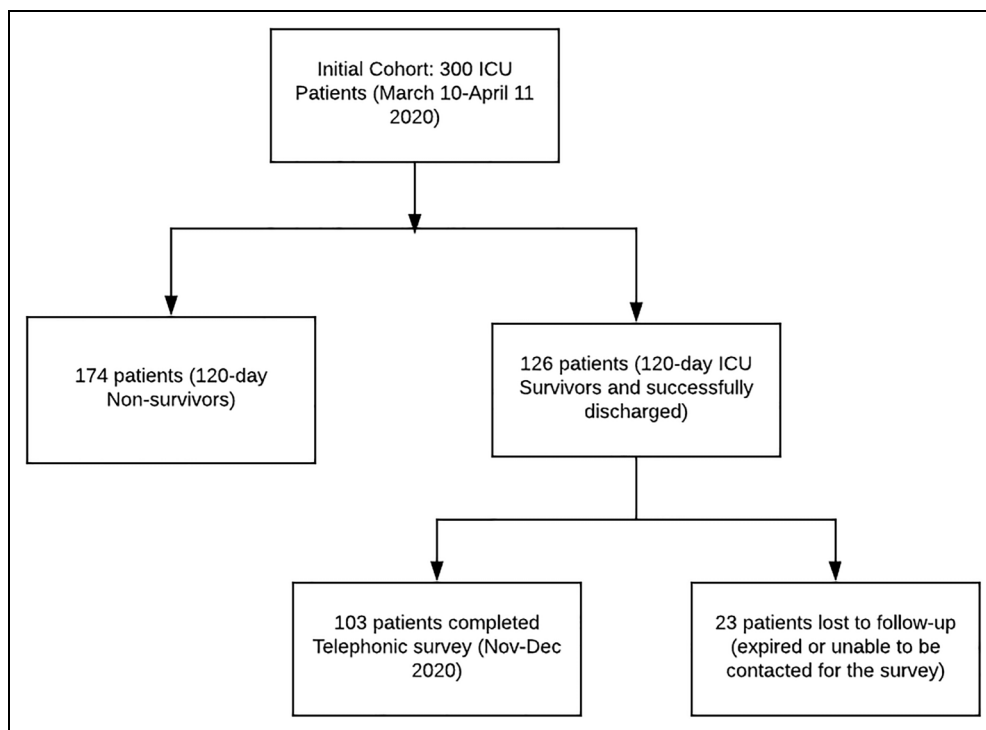 Initial Cohort: 300 ICU
Patients (March 10-April 11
2020)
174 patients (120-day
Non-survivors)
126 patients (120-day ICU
Survivors and successfully
discharged)
103 patients completed
Telephonic survey (Nov-Dec
2020)
23 patients lost to follow-up
(expired or unable to be
contacted for the survey)